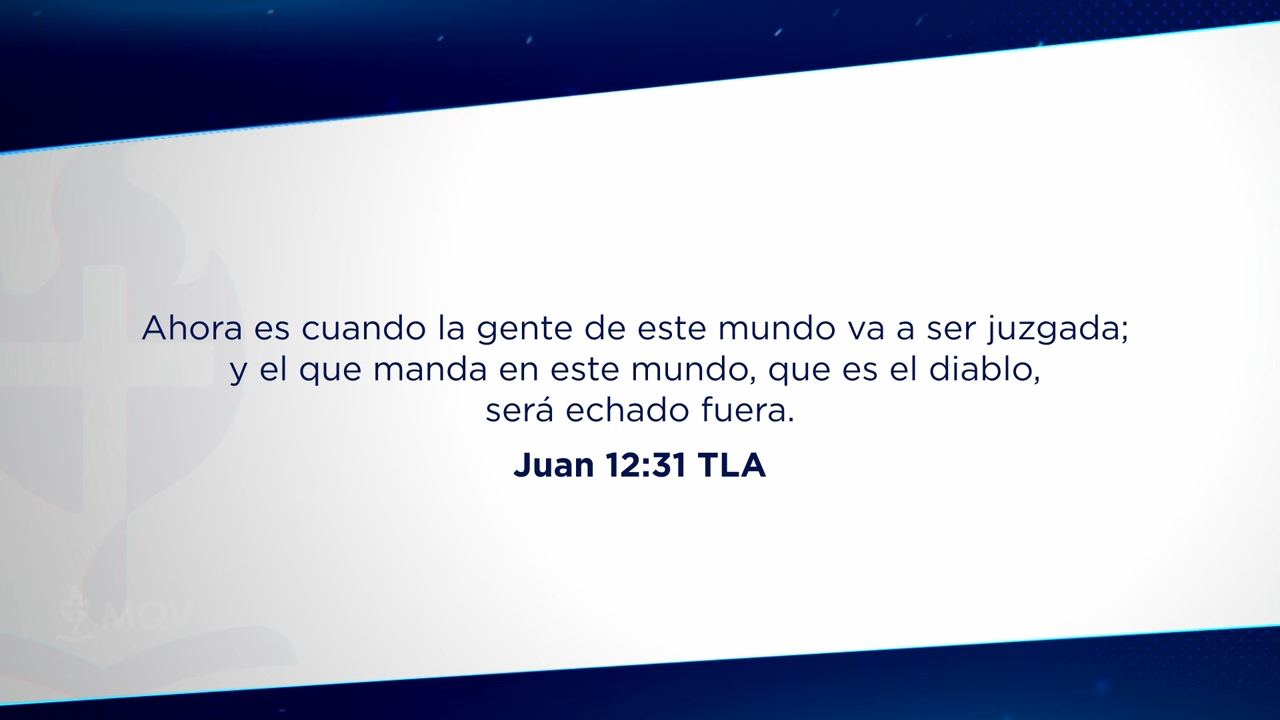 Ahora es cuando la gente de este mundo va a ser juzgada;
y el que manda en este mundo, que es el diablo,
será echado fuera.
Juan 12:31 TLA
MQV